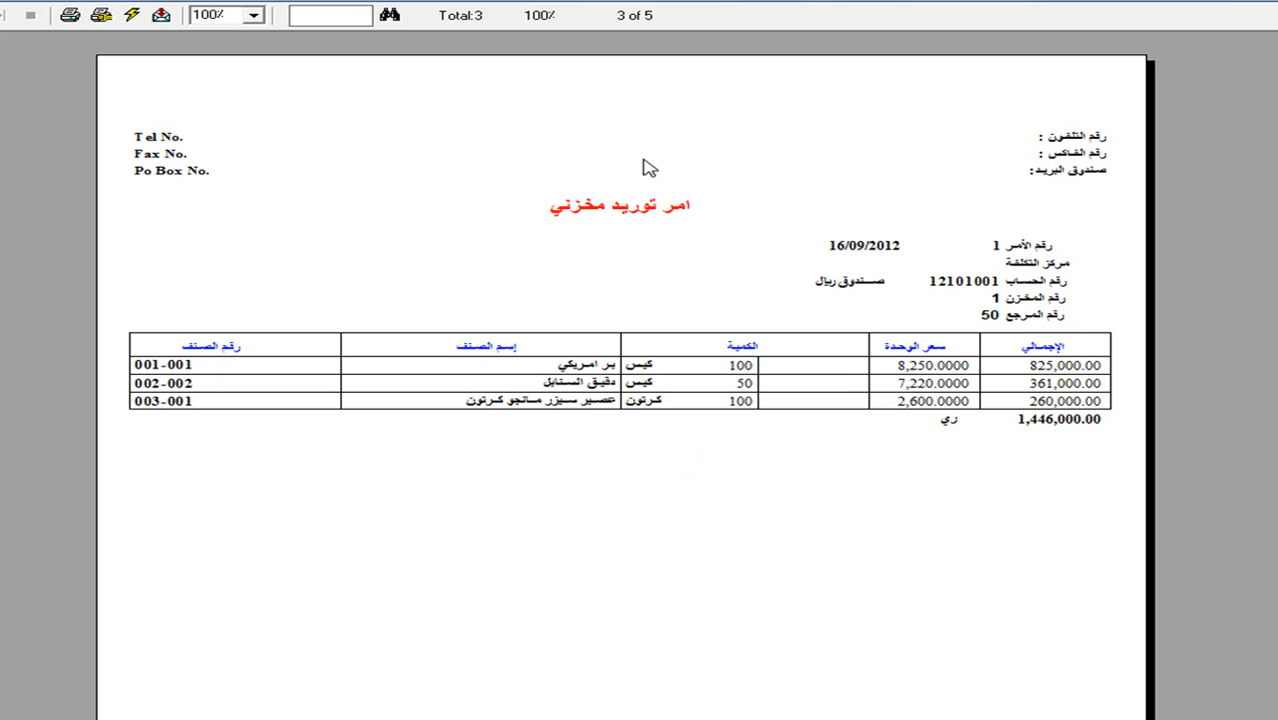 100% Total:3 100% 3 of 5
Tel No. رقم التلفون :
Fax No. رقم الفاكس :
Po Box No. صندوق البريد:
امر توريد مخزني
رقم الأمر 1 16/09/2012
مركز التكلفة
رقم الحساب 12101001 صندوق ريال
رقم المخزن 1
رقم المرجع 50
رقم الصنف إسم الصنف الكمية سعر الوحدة الإجمالي
001-001 بر امريكي كيس 100 8,250.0000 825,000.00
002-002 دقيق السنابل كيس 50 7,220.0000 361,000.00
003-001 عصير سيزر مانجو كرتون كرتون 100 2,600.0000 260,000.00
ري 1,446,000.00